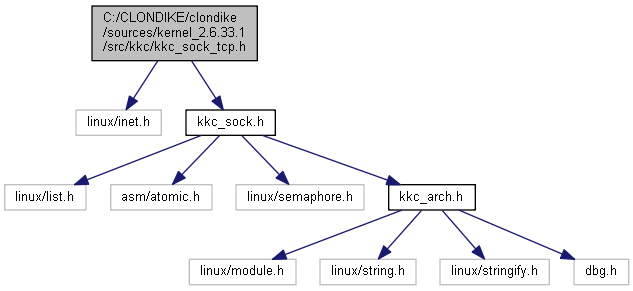 C:/CLONDIKE/clondike
/sources/kernel_2.6.33.1
/src/kkc/kkc_sock_tcp.h
linux/inet.h
kkc_sock.h
linux/list.h
asm/atomic.h
linux/semaphore.h
kkc_arch.h
linux/module.h
linux/string.h
linux/stringify.h
dbg.h